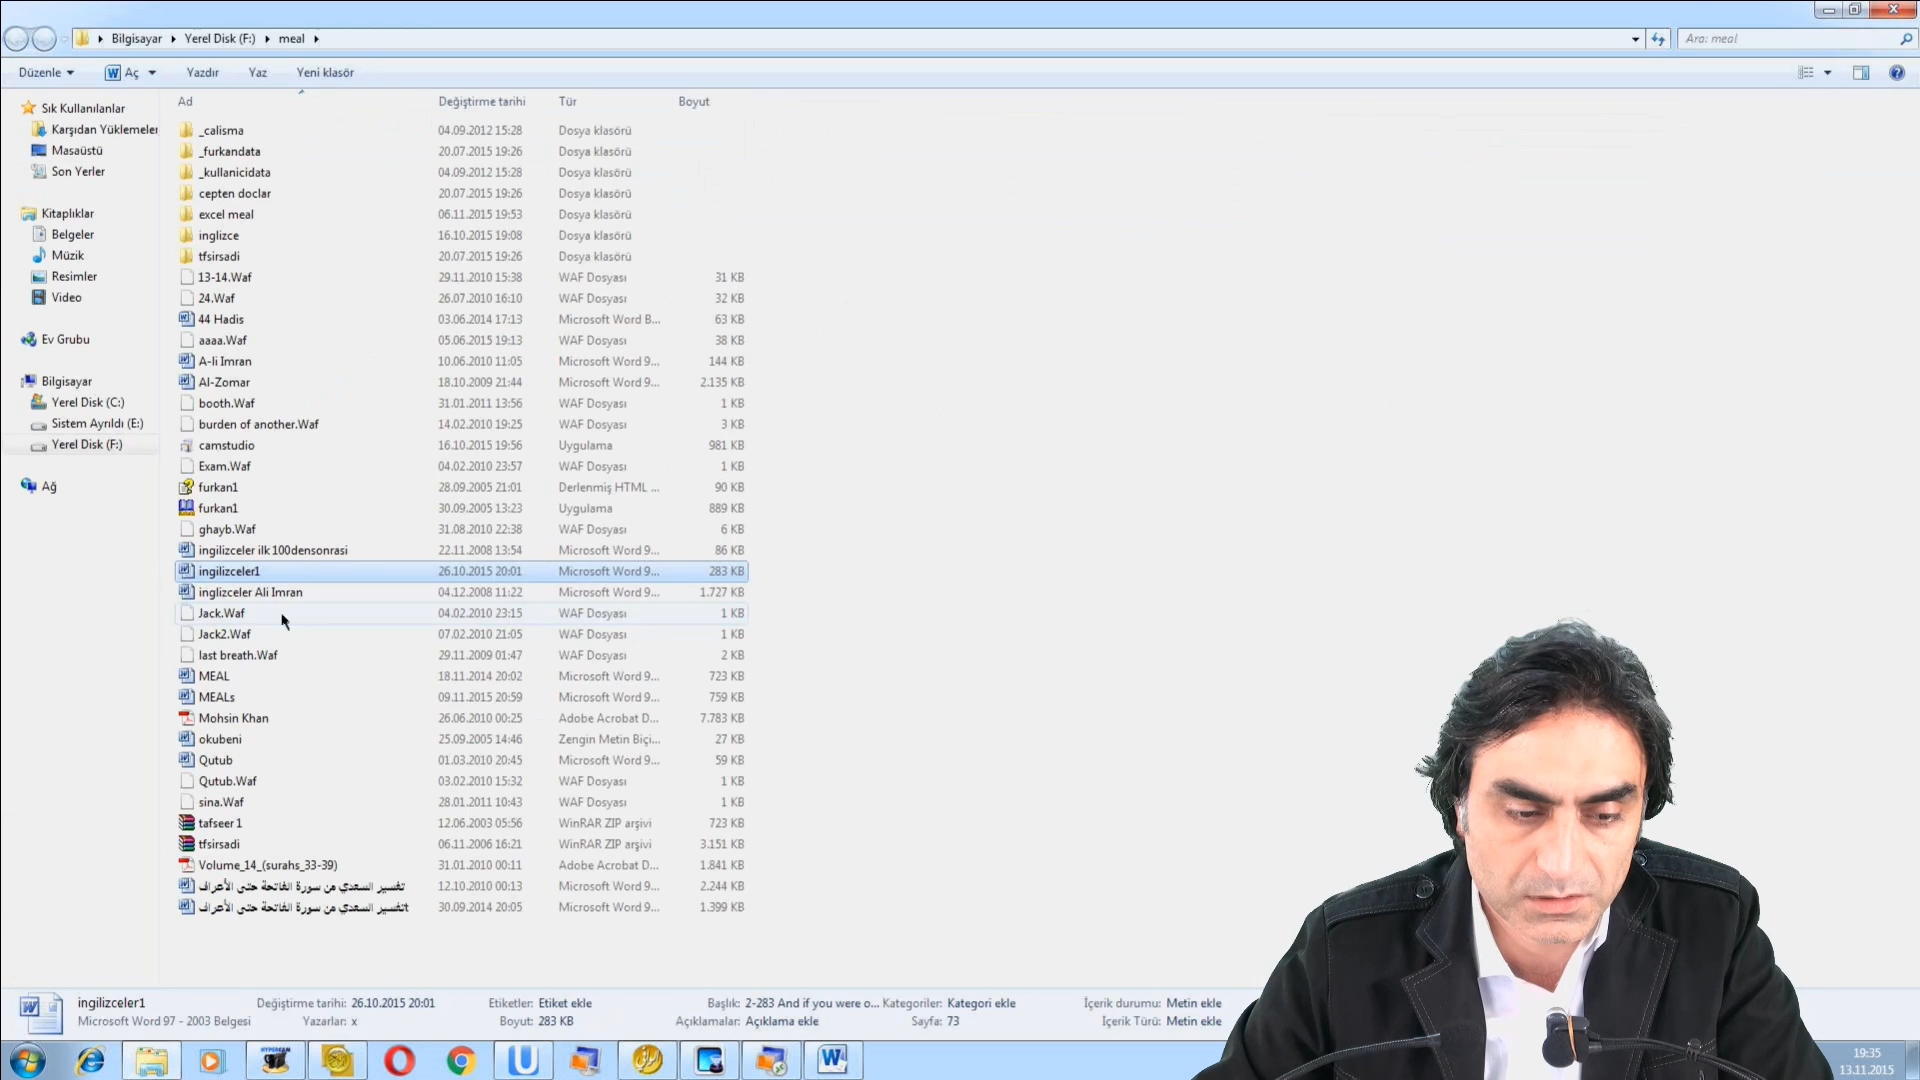 Bilgisayar Yerel Disk (F:) meal
Ara: meal
Düzenle Aç Yazdır Yaz Yeni klasör
Ad Değiştirme tarihi Tür Boyut
Sık Kullanılanlar
Karşıdan Yüklemeler
Masaüstü
Son Yerler
Kitaplıklar
Belgeler
Müzik
Resimler
Video
Ev Grubu
Bilgisayar
Yerel Disk (C:)
Sistem Ayrıldı (E:)
Yerel Disk (F:)
Ağ
_calisma 04.09.2012 15:28 Dosya klasörü
_furkandata 20.07.2015 19:26 Dosya klasörü
_kullanicidata 04.09.2012 15:28 Dosya klasörü
cepten doclar 20.07.2015 19:26 Dosya klasörü
excel meal 06.11.2015 19:53 Dosya klasörü
inglizce 16.10.2015 19:08 Dosya klasörü
tfsirsadi 20.07.2015 19:26 Dosya klasörü
13-14.Waf 29.11.2010 15:38 WAF Dosyası 31 KB
24.Waf 26.07.2010 16:10 WAF Dosyası 32 KB
44 Hadis 03.06.2014 17:13 Microsoft Word B... 63 KB
aaaa.Waf 05.06.2015 19:13 WAF Dosyası 38 KB
A-li Imran 10.06.2010 11:05 Microsoft Word 9... 144 KB
Al-Zomar 18.10.2009 21:44 Microsoft Word 9... 2.135 KB
booth.Waf 31.01.2011 13:56 WAF Dosyası 1 KB
burden of another.Waf 14.02.2010 19:25 WAF Dosyası 3 KB
camstudio 16.10.2015 19:56 Uygulama 981 KB
Exam.Waf 04.02.2010 23:57 WAF Dosyası 1 KB
furkan1 28.09.2005 21:01 Derlenmiş HTML ... 90 KB
furkan1 30.09.2005 13:23 Uygulama 889 KB
ghayb.Waf 31.08.2010 22:38 WAF Dosyası 6 KB
ingilizceler ilk 100densonrasi 22.11.2008 13:54 Microsoft Word 9... 86 KB
ingilizceler1 26.10.2015 20:01 Microsoft Word 9... 283 KB
inglizceler Ali Imran 04.12.2008 11:22 Microsoft Word 9... 1.727 KB
Jack.Waf 04.02.2010 23:15 WAF Dosyası 1 KB
Jack2.Waf 07.02.2010 21:05 WAF Dosyası 1 KB
last breath.Waf 29.11.2009 01:47 WAF Dosyası 2 KB
MEAL 18.11.2014 20:02 Microsoft Word 9... 723 KB
MEALs 09.11.2015 20:59 Microsoft Word 9... 759 KB
Mohsin Khan 26.06.2010 00:25 Adobe Acrobat D... 7.783 KB
okubeni 25.09.2005 14:46 Zengin Metin Biçi... 27 KB
Qutub 01.03.2010 20:45 Microsoft Word 9... 59 KB
Qutub.Waf 03.02.2010 15:32 WAF Dosyası 1 KB
sina.Waf 28.01.2011 10:43 WAF Dosyası 1 KB
tafseer 1 12.06.2003 05:56 WinRAR ZIP arşivi 723 KB
tfsirsadi 06.11.2006 16:21 WinRAR ZIP arşivi 3.151 KB
Volume_14_(surahs_33-39) 31.01.2010 00:11 Adobe Acrobat D... 1.841 KB
تفسير السعدي من سورة الفاتحة حتى الأعراف 12.10.2010 00:13 Microsoft Word 9... 2.244 KB
tتفسير السعدي من سورة الفاتحة حتى الأعراف 30.09.2014 20:05 Microsoft Word 9... 1.399 KB
ingilizceler1 Değiştirme tarihi: 26.10.2015 20:01 Etiketler: Etiket ekle Başlık: 2-283 And if you were o... Kategoriler: Kategori ekle İçerik durumu: Metin ekle
Microsoft Word 97 - 2003 Belgesi Yazarlar: x Boyut: 283 KB Açıklamalar: Açıklama ekle Sayfa: 73 İçerik Türü: Metin ekle
HYPERCAM
19:35
13.11.2015